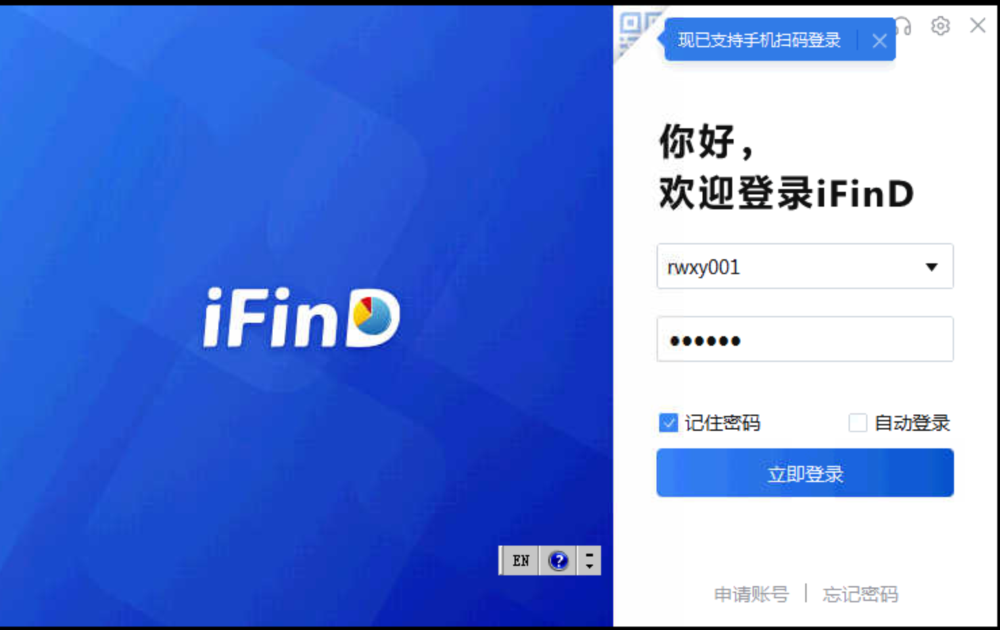 现已支持手机扫码登录
你好，
欢迎登录iFinD
rwxy001
••••••
记住密码
自动登录
立即登录
iFinD
EN
申请账号 | 忘记密码